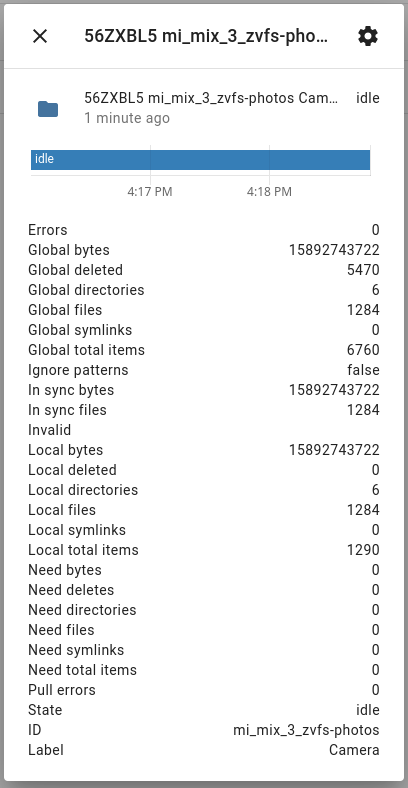 56ZXBL5 mi_mix_3_zvfs-pho...
56ZXBL5 mi_mix_3_zvfs-photos Cam... idle
1 minute ago
idle
4:17 PM 4:18 PM
Errors 0
Global bytes 15892743722
Global deleted 5470
Global directories 6
Global files 1284
Global symlinks 0
Global total items 6760
Ignore patterns false
In sync bytes 15892743722
In sync files 1284
Invalid
Local bytes 15892743722
Local deleted 0
Local directories 6
Local files 1284
Local symlinks 0
Local total items 1290
Need bytes 0
Need deletes 0
Need directories 0
Need files 0
Need symlinks 0
Need total items 0
Pull errors 0
State idle
ID mi_mix_3_zvfs-photos
Label Camera